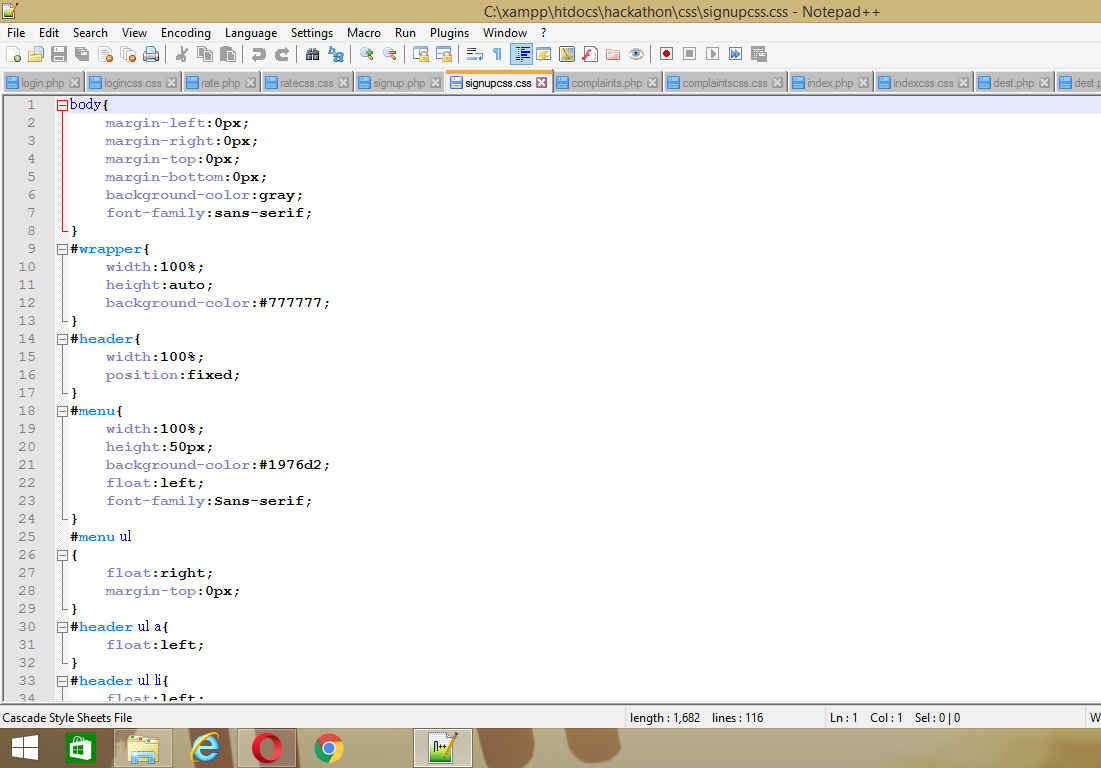 C:\xampp\htdocs\hackathon\css\signupcss.css - Notepad++
File Edit Search View Encoding Language Settings Macro Run Plugins Window ?
login.php logincss.css rate.php ratecss.css signup.php signupcss.css complaints.php complaintscss.css index.php indexcss.css dest.php dest.p
1 body{
2 margin-left:0px;
3 margin-right:0px;
4 margin-top:0px;
5 margin-bottom:0px;
6 background-color:gray;
7 font-family:sans-serif;
8 }
9 #wrapper{
10 width:100%;
11 height:auto;
12 background-color:#777777;
13 }
14 #header{
15 width:100%;
16 position:fixed;
17 }
18 #menu{
19 width:100%;
20 height:50px;
21 background-color:#1976d2;
22 float:left;
23 font-family:Sans-serif;
24 }
25 #menu ul
26 {
27 float:right;
28 margin-top:0px;
29 }
30 #header ul a{
31 float:left;
32 }
33 #header ul li{
34 float:left;
Cascade Style Sheets File length : 1,682 lines : 116 Ln : 1 Col : 1 Sel : 0 | 0 W